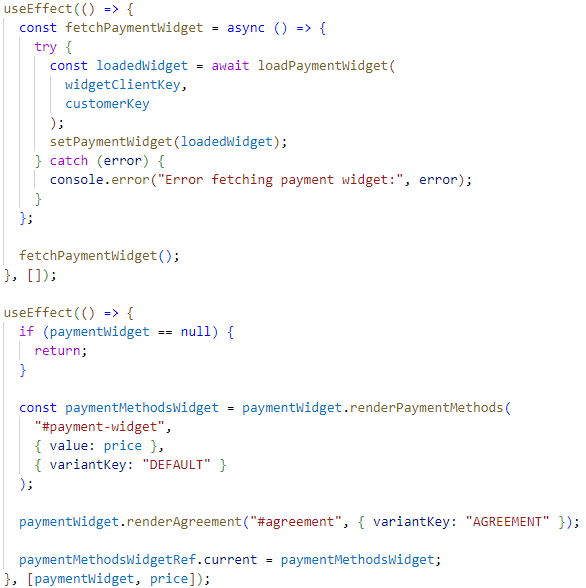 useEffect(() => {
  const fetchPaymentWidget = async () => {
    try {
      const loadedWidget = await loadPaymentWidget(
        widgetClientKey,
        customerKey
      );
      setPaymentWidget(loadedWidget);
    } catch (error) {
      console.error("Error fetching payment widget:", error);
    }
  };

  fetchPaymentWidget();
}, []);

useEffect(() => {
  if (paymentWidget == null) {
    return;
  }

  const paymentMethodsWidget = paymentWidget.renderPaymentMethods(
    "#payment-widget",
    { value: price },
    { variantKey: "DEFAULT" }
  );

  paymentWidget.renderAgreement("#agreement", { variantKey: "AGREEMENT" });

  paymentMethodsWidgetRef.current = paymentMethodsWidget;
}, [paymentWidget, price]);